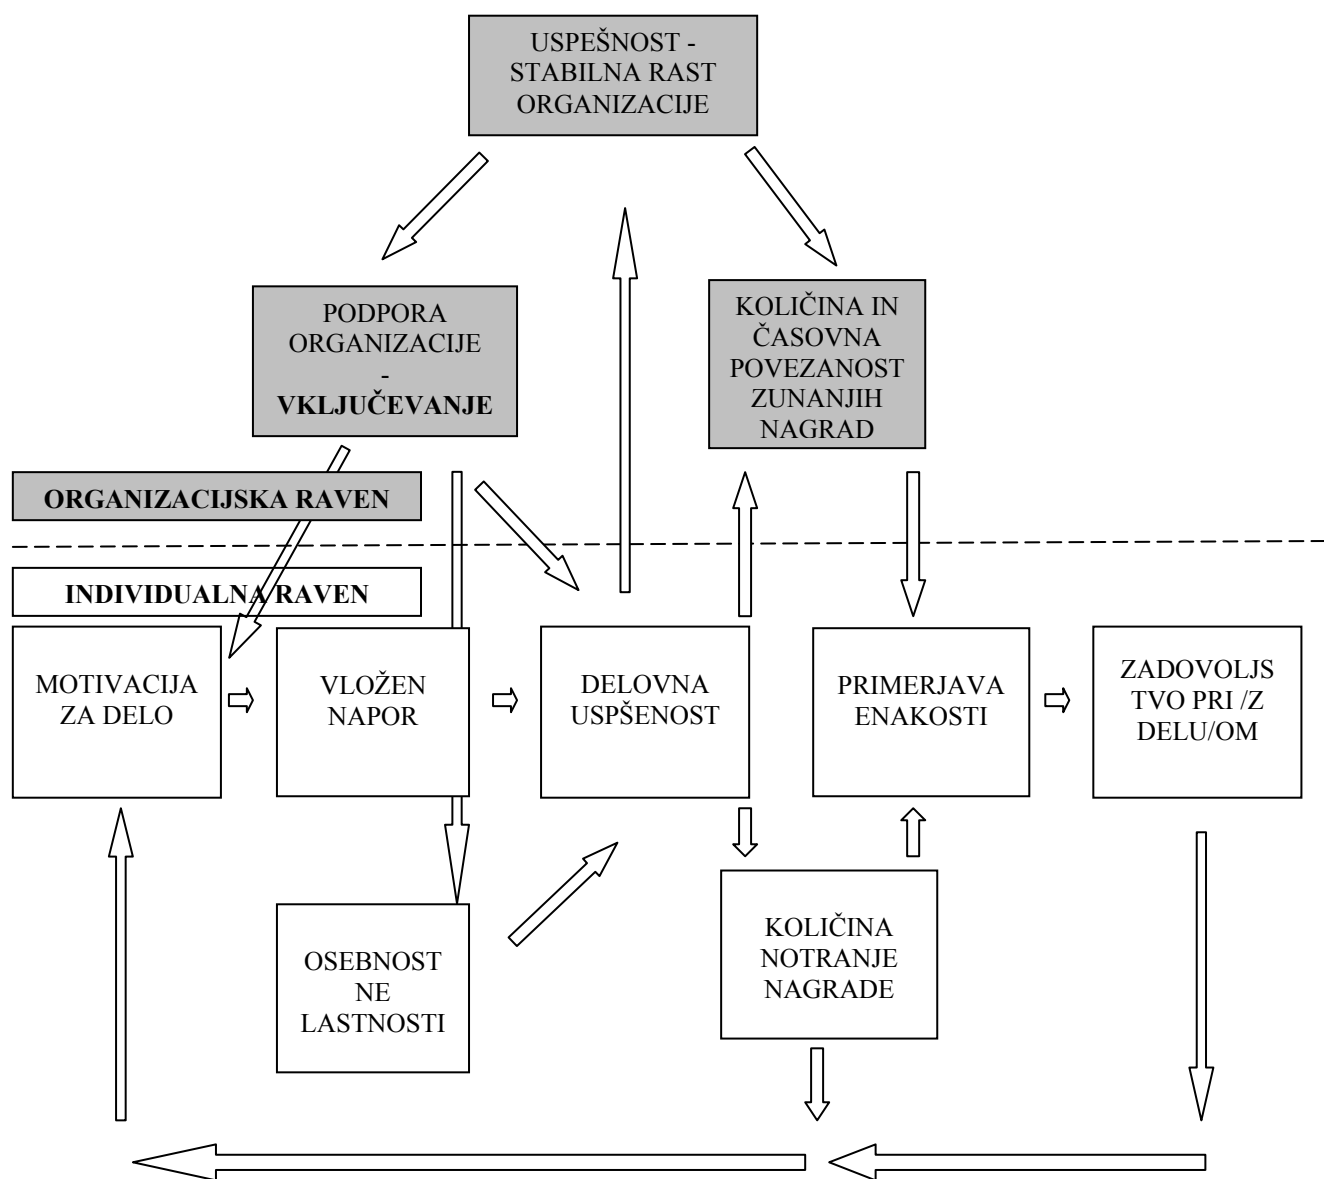 USPEŠNOST -
STABILNA RAST
ORGANIZACIJE
PODPORA
ORGANIZACIJE
-
VKLJUČEVANJE
KOLIČINA IN
ČASOVNA
POVEZANOST
ZUNANJIH
NAGRAD
ORGANIZACIJSKA RAVEN
INDIVIDUALNA RAVEN
MOTIVACIJA
ZA DELO
VLOŽEN
NAPOR
DELOVNA
USPŠENOST
PRIMERJAVA
ENAKOSTI
ZADOVOLJS
TVO PRI /Z
DELU/OM
OSEBNOST
NE
LASTNOSTI
KOLIČINA
NOTRANJE
NAGRADE